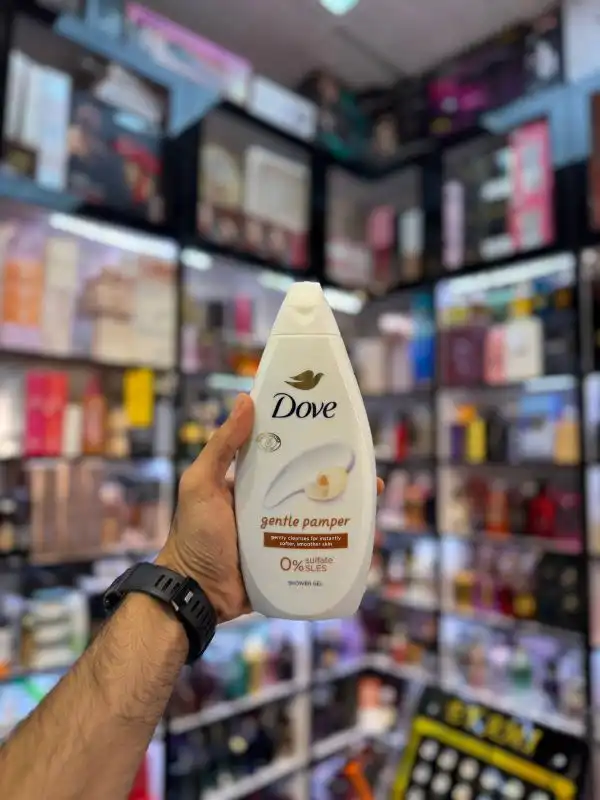 Dove
gentle pamper
gently cleanses for instantly
softer, smoother skin
0% sulfate
SLES
SHOWER GEL